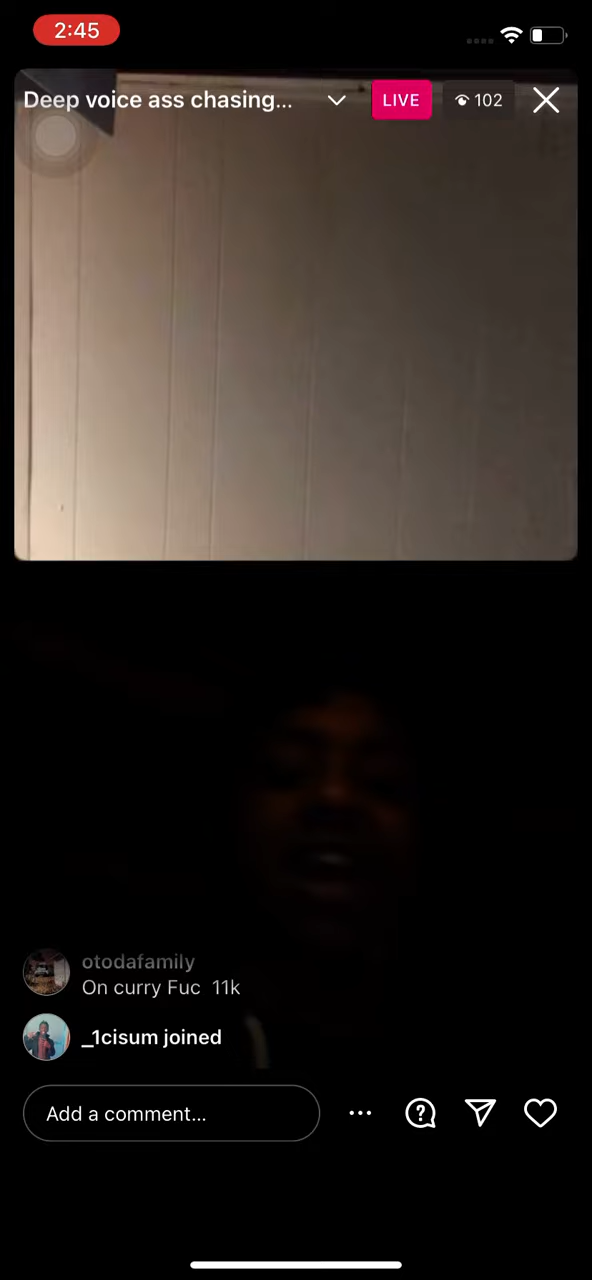 2:45
Deep voice ass chasing...
LIVE
102
otodafamily
On curry Fuc 11k
_1cisum joined
Add a comment...